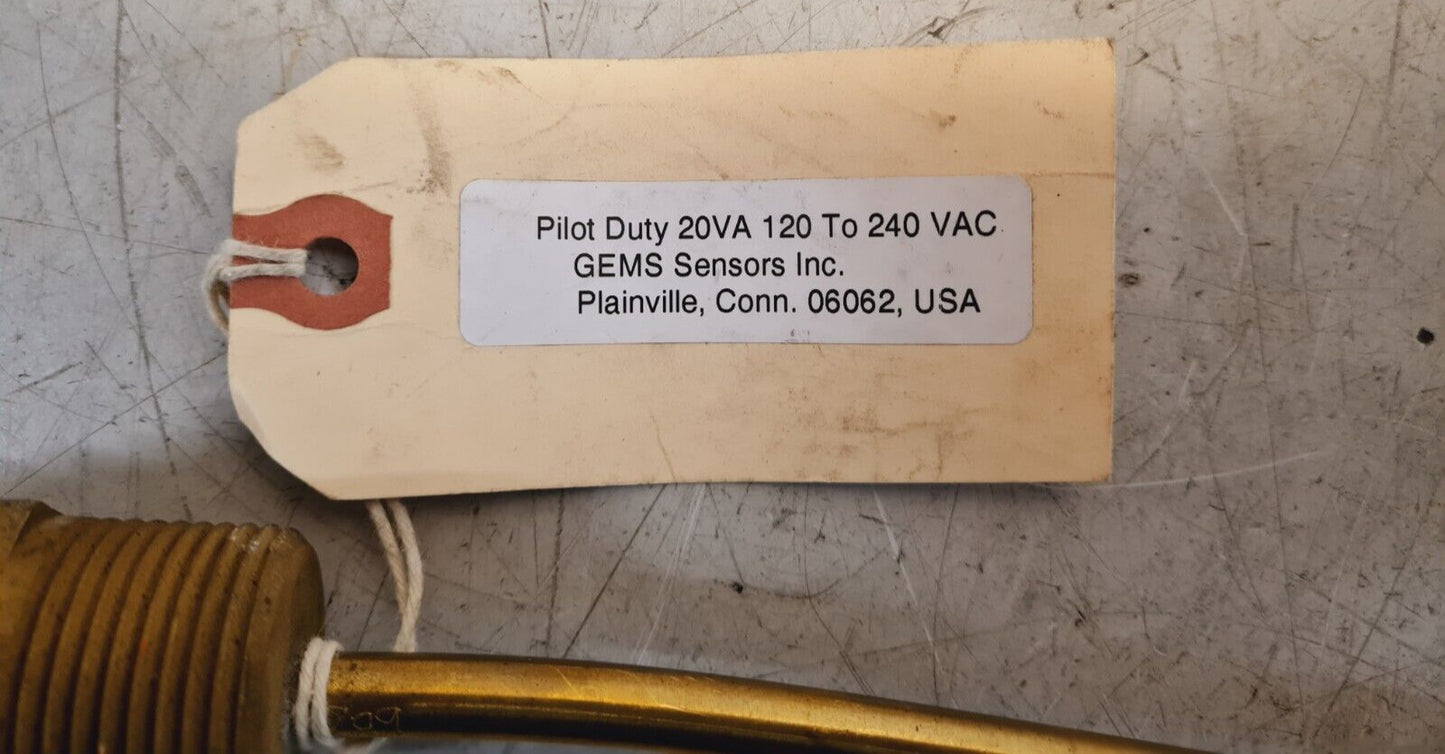 Pilot Duty 20VA 120 To 240 VAC
GEMS Sensors Inc.
Plainville, Conn. 06062, USA